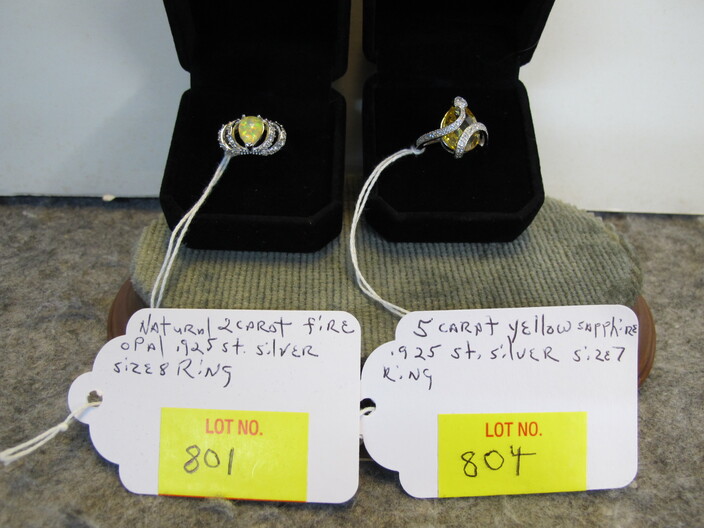 Natural 2 carat fire
opal .925 st. silver
size 8 Ring
LOT NO.
801
5 carat yellow sapphire
.925 st. silver size 7
Ring
LOT NO.
804